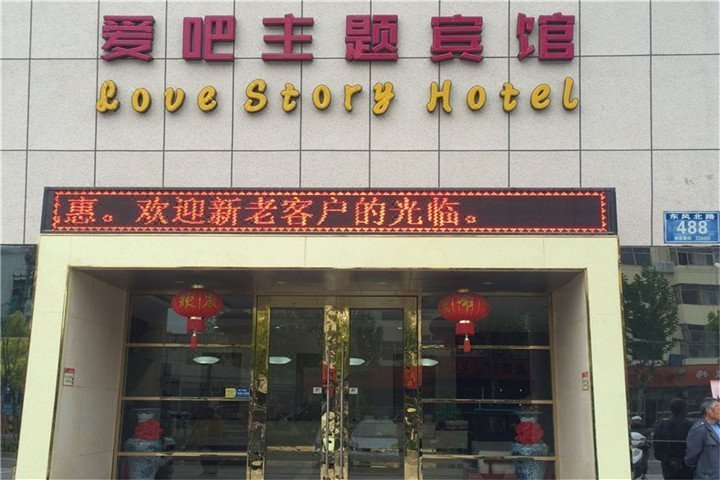 爱吧主题宾馆
Love Story Hotel
惠。欢迎新老客户的光临。
东风北路
488